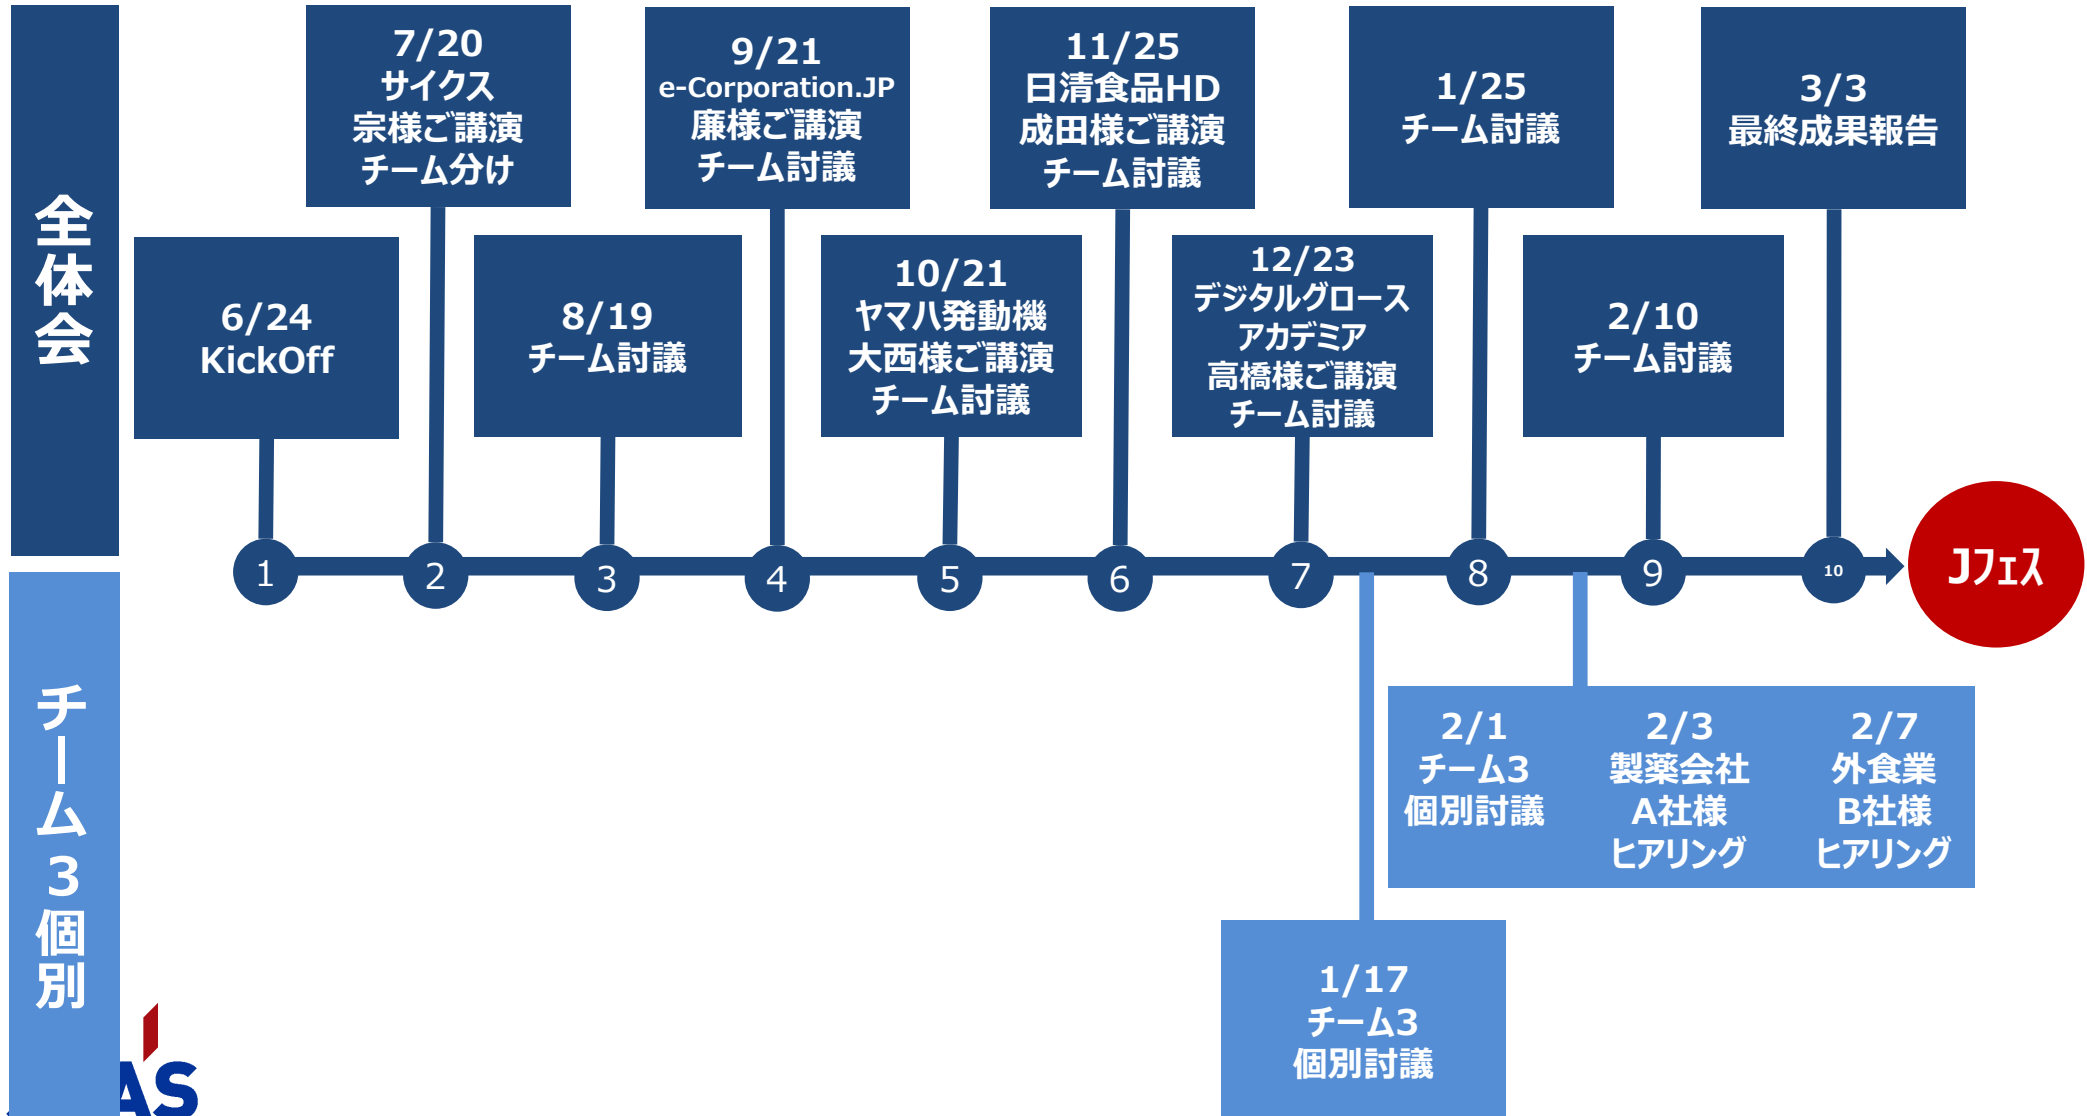 全体会
6/24
KickOff
7/20
サイクス
宗様ご講演
チーム分け
8/19
チーム討議
9/21
e-Corporation.JP
廉様ご講演
チーム討議
10/21
ヤマハ発動機
大西様ご講演
チーム討議
11/25
日清食品HD
成田様ご講演
チーム討議
12/23
デジタルグロース
アカデミア
高橋様ご講演
チーム討議
1/25
チーム討議
2/10
チーム討議
3/3
最終成果報告
1
2
3
4
5
6
7
8
9
10
Jフェス
チーム3個別
1/17
チーム3
個別討議
2/1
チーム3
個別討議
2/3
製薬会社
A社様
ヒアリング
2/7
外食業
B社様
ヒアリング
AS